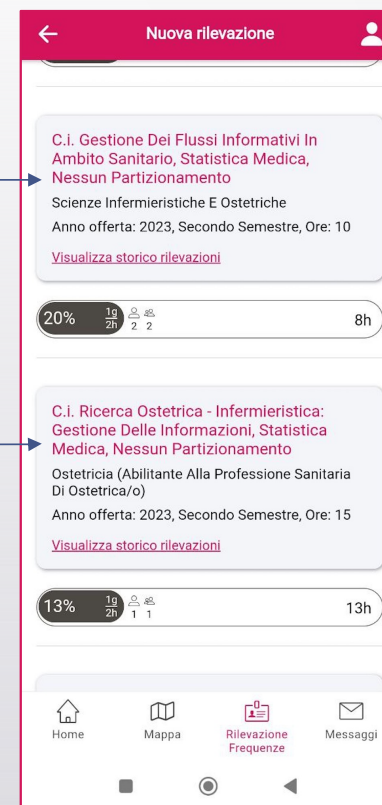 Nuova rilevazione
C.i. Gestione Dei Flussi Informativi In
Ambito Sanitario, Statistica Medica,
Nessun Partizionamento
Scienze Infermieristiche E Ostetriche
Anno offerta: 2023, Secondo Semestre, Ore: 10
Visualizza storico rilevazioni
20% 1g 2h 2 2 8h
C.i. Ricerca Ostetrica - Infermieristica:
Gestione Delle Informazioni, Statistica
Medica, Nessun Partizionamento
Ostetricia (Abilitante Alla Professione Sanitaria
Di Ostetrica/o)
Anno offerta: 2023, Secondo Semestre, Ore: 15
Visualizza storico rilevazioni
13% 1g 2h 1 1 13h
Home Mappa Rilevazione Messaggi
Frequenze